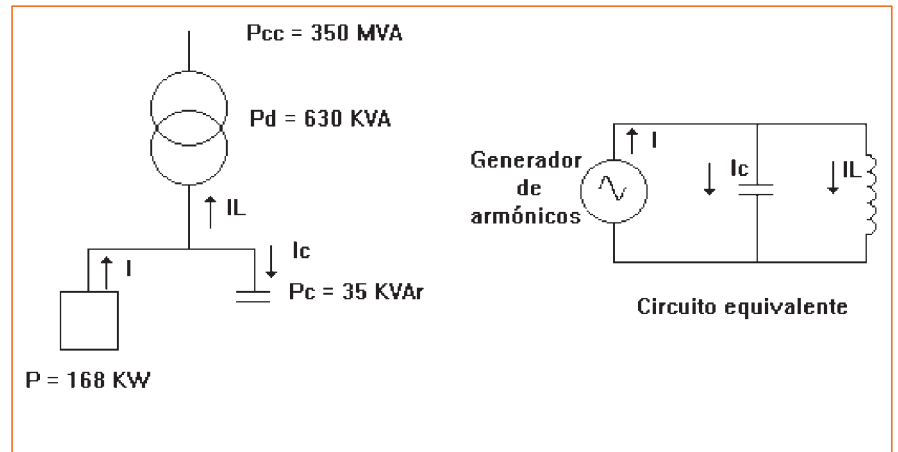 Pcc = 350 MVA
Pd = 630 KVA
IL
I
Ic
Pc = 35 KVAr
P = 168 KW
Generador
de
armónicos
I
Ic
IL
Circuito equivalente